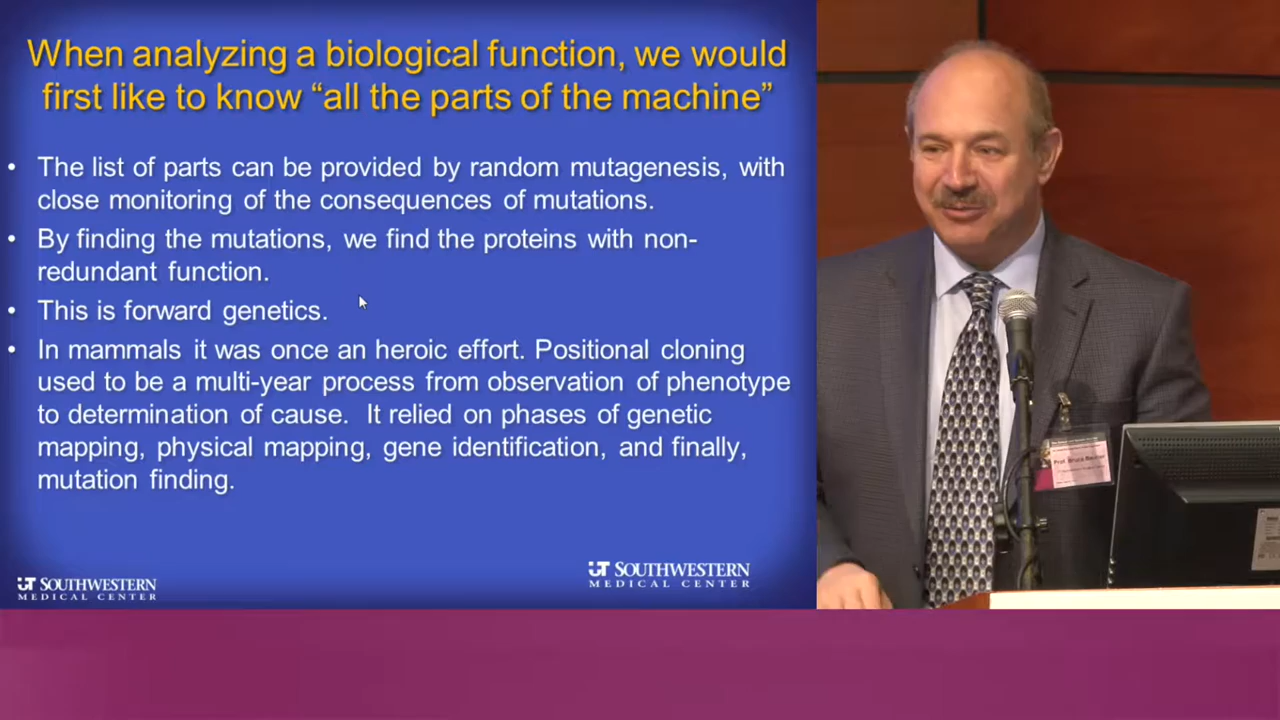 When analyzing a biological function, we would
first like to know “all the parts of the machine”
• The list of parts can be provided by random mutagenesis, with
close monitoring of the consequences of mutations.
• By finding the mutations, we find the proteins with non-
redundant function.
• This is forward genetics.
• In mammals it was once an heroic effort. Positional cloning
used to be a multi-year process from observation of phenotype
to determination of cause.  It relied on phases of genetic
mapping, physical mapping, gene identification, and finally,
mutation finding.
UT SOUTHWESTERN
MEDICAL CENTER
UT SOUTHWESTERN
MEDICAL CENTER
Prof. Bruce Beutler